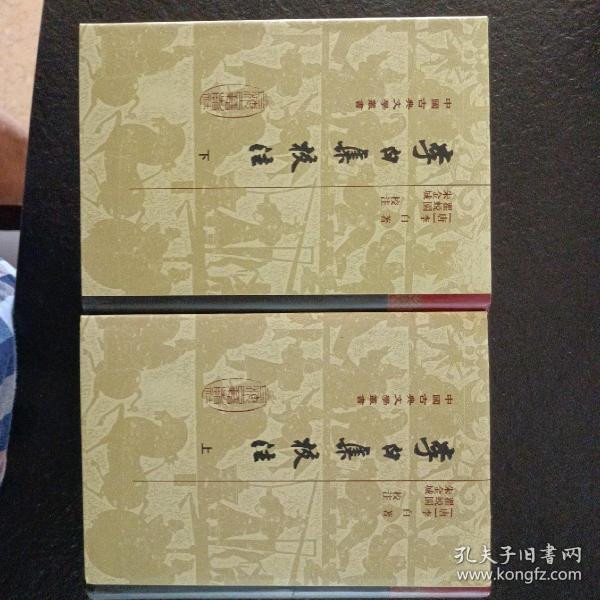 中國古典文學叢書
李白集校注
下
[唐]李白 著
瞿蛻園
朱金城
校注
中國古典文學叢書
李白集校注
上
[唐]李白 著
瞿蛻園
朱金城
校注
孔夫子旧书网
www.kongfz.com